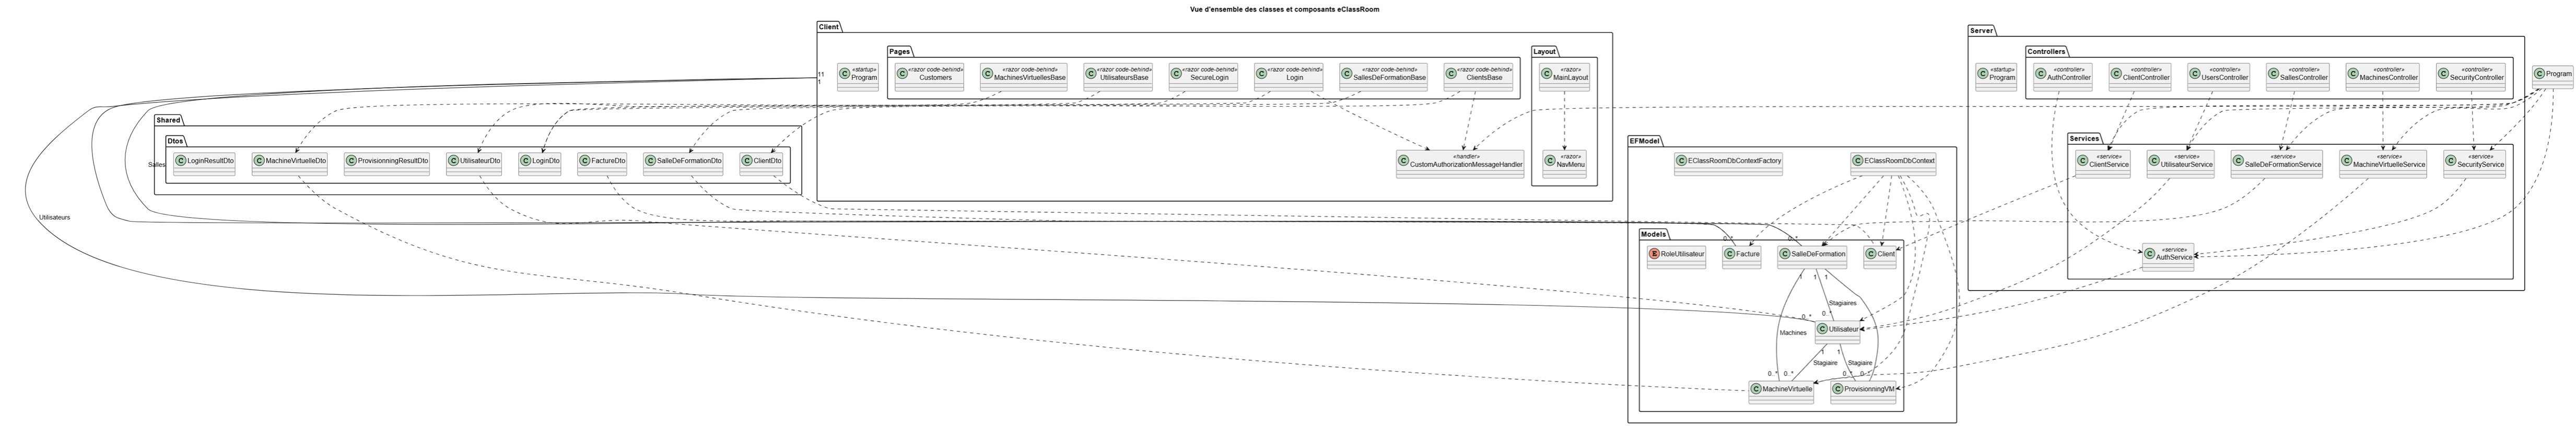 Vue d'ensemble des classes et composants eClassRoom
Client
Server
Pages
Layout
Controllers
«startup»
Program
«razor code-behind»
Customers
«razor code-behind»
MachinesVirtuellesBase
«razor code-behind»
UtilisateursBase
«razor code-behind»
SecureLogin
«razor code-behind»
Login
«razor code-behind»
SallesDeFormationBase
«razor code-behind»
ClientsBase
«razor»
MainLayout
«startup»
Program
«controller»
AuthController
«controller»
ClientController
«controller»
UsersController
«controller»
SallesController
«controller»
MachinesController
«controller»
SecurityController
Program
11
1
Shared
Dtos
Salles
LoginResultDto
MachineVirtuelleDto
ProvisionningResultDto
UtilisateurDto
LoginDto
FactureDto
SalleDeFormationDto
ClientDto
«handler»
CustomAuthorizationMessageHandler
«razor»
NavMenu
EFModel
EClassRoomDbContextFactory
EClassRoomDbContext
Services
«service»
ClientService
«service»
UtilisateurService
«service»
SalleDeFormationService
«service»
MachineVirtuelleService
«service»
SecurityService
Utilisateurs
Models
0..*
0..*
RoleUtilisateur
Facture
SalleDeFormation
Client
«service»
AuthService
1
1
1
Stagiaires
0..*
0..*
Utilisateur
Machines
1
1
Stagiaire
Stagiaire
0..*
0..*
0..*
0..*
MachineVirtuelle
ProvisionningVM